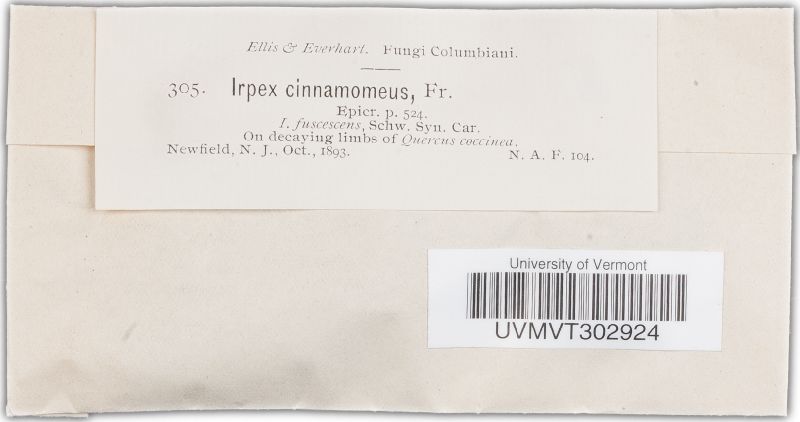 Ellis & Everhart. Fungi Columbiani.
305. Irpex cinnamomeus, Fr.
Epicr. p. 524.
I. fuscescens, Schw. Syn. Car.
On decaying limbs of Quercus coccinea.
Newfield, N. J., Oct., 1893. N. A. F. 104.
University of Vermont
UVMVT302924